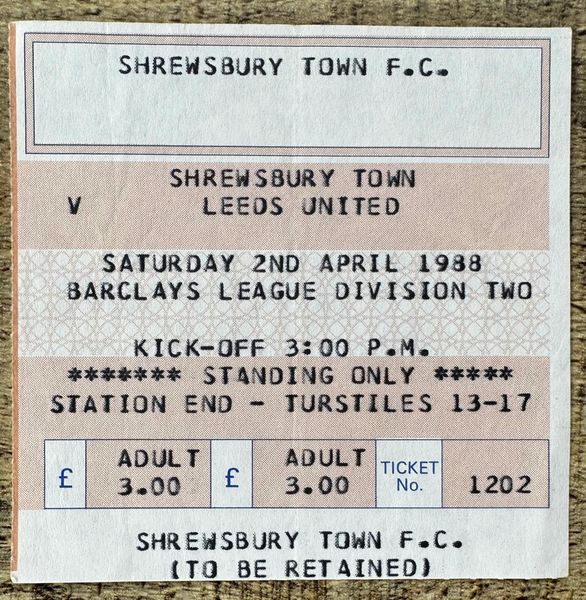 SHREWSBURY TOWN F.C.
SHREWSBURY TOWN
V LEEDS UNITED
SATURDAY 2ND APRIL 1988
BARCLAYS LEAGUE DIVISION TWO
KICK-OFF 3:00 P.M.
******* STANDING ONLY *****
STATION END - TURSTILES 13-17
£ ADULT 3.00 £ ADULT 3.00 TICKET No. 1202
SHREWSBURY TOWN F.C.
(TO BE RETAINED)